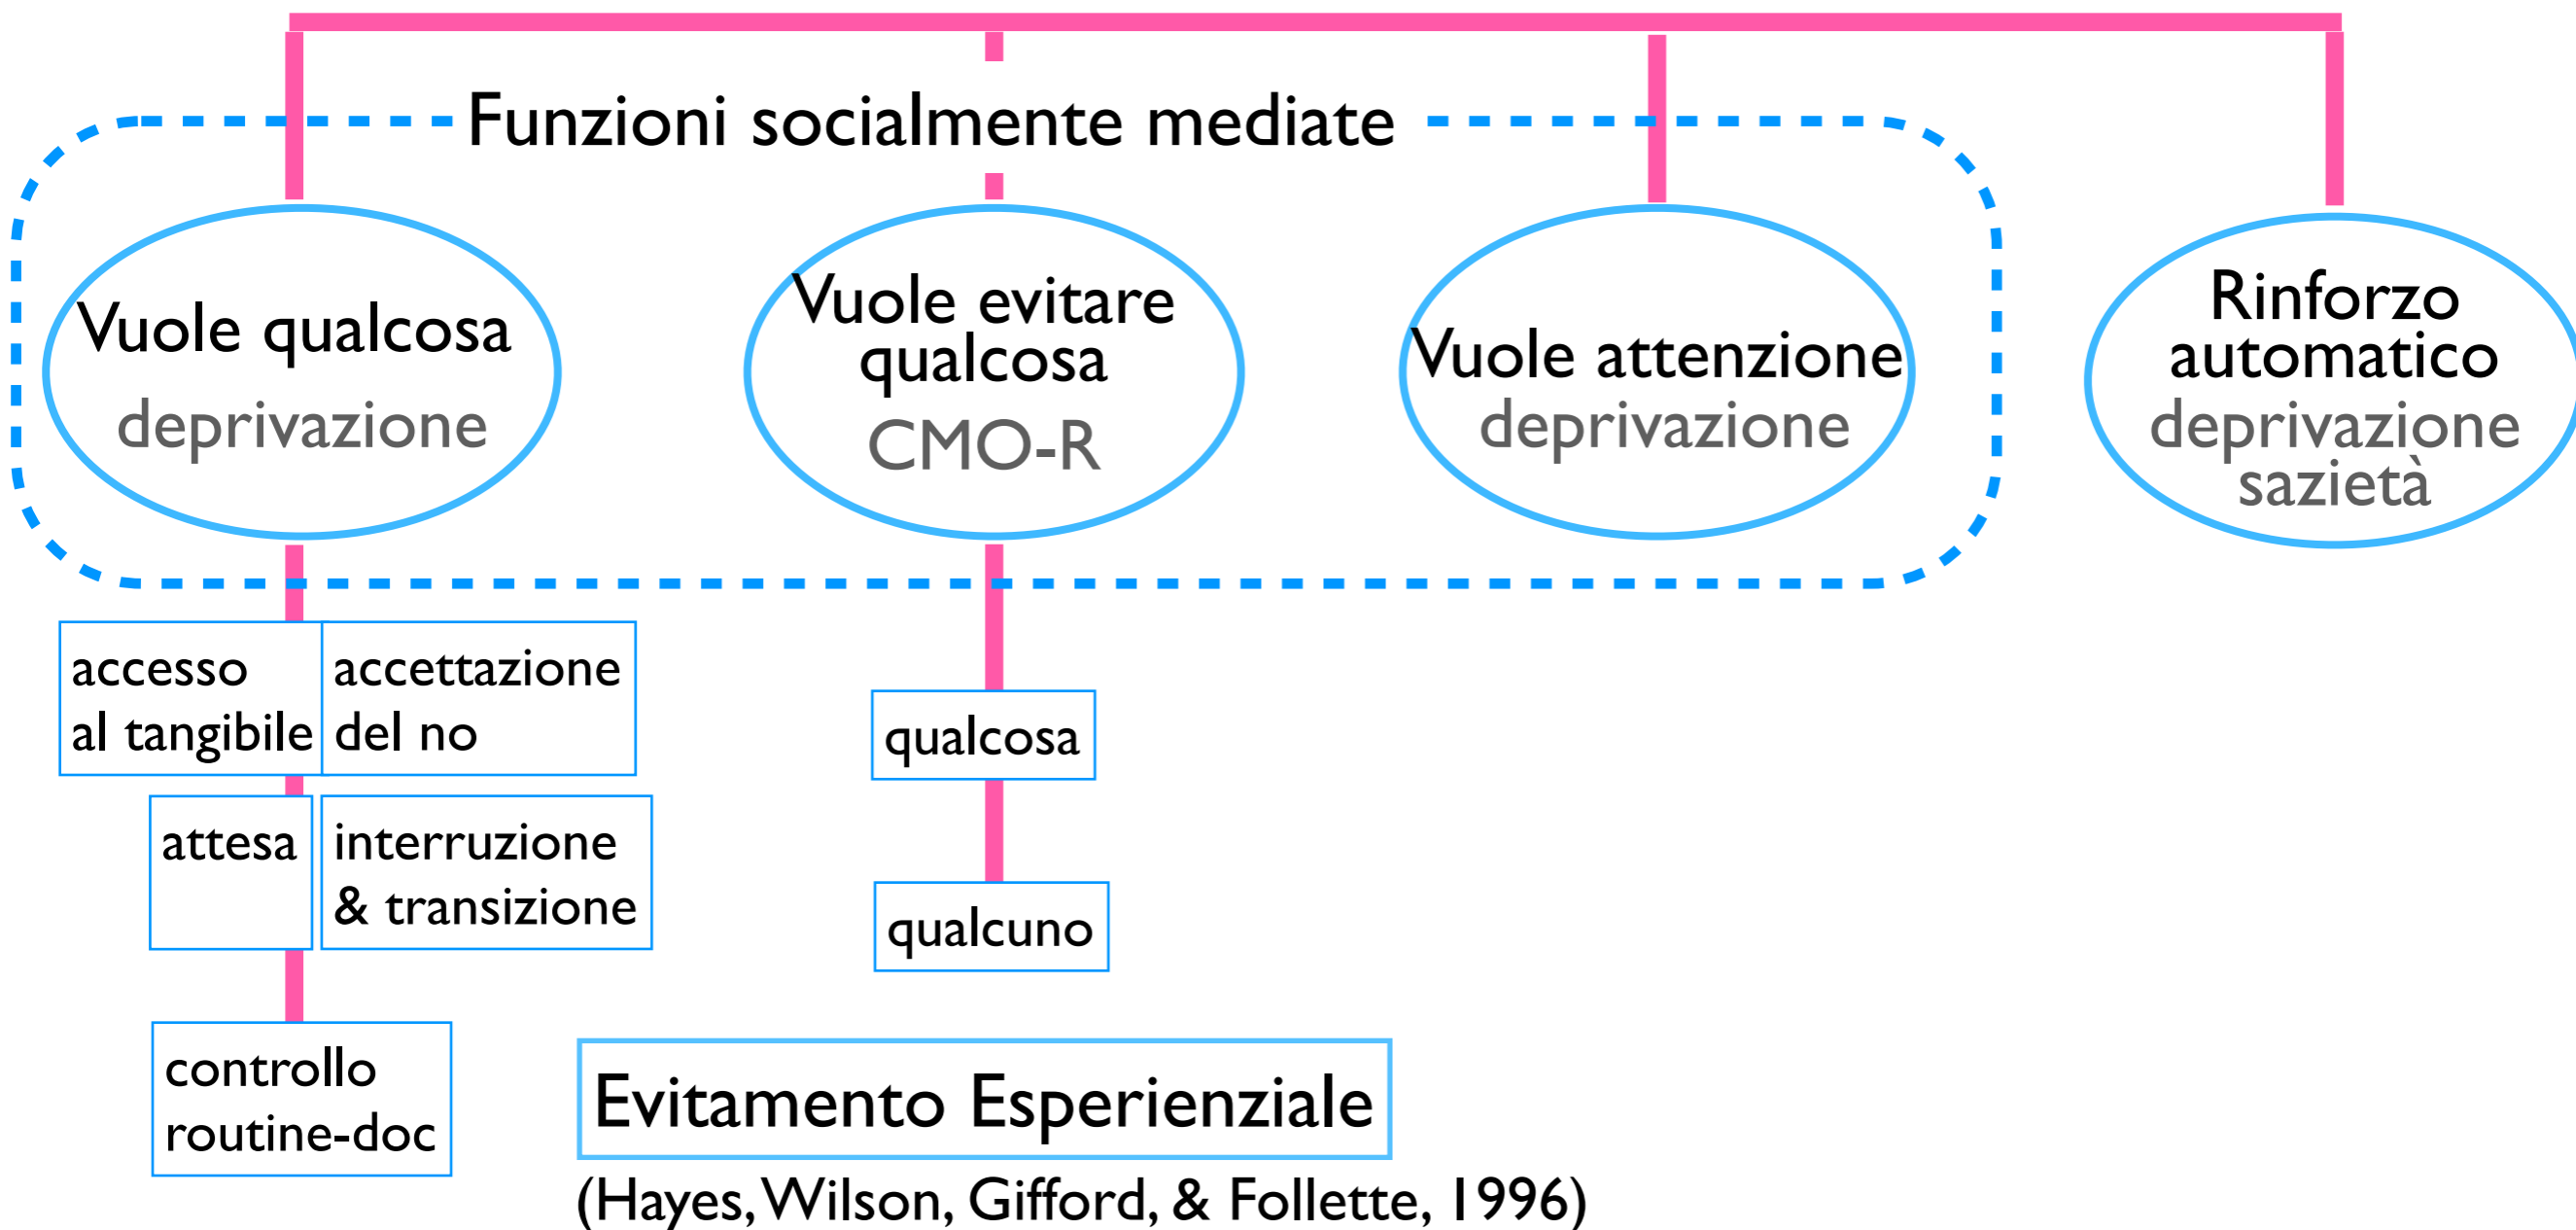 Funzioni socialmente mediate
Vuole qualcosa
deprivazione
Vuole evitare
qualcosa
CMO-R
Vuole attenzione
deprivazione
Rinforzo
automatico
deprivazione
sazietà
accesso
al tangibile
accettazione
del no
attesa
interruzione
& transizione
controllo
routine-doc
qualcosa
qualcuno
Evitamento Esperienziale
(Hayes, Wilson, Gifford, & Follette, 1996)